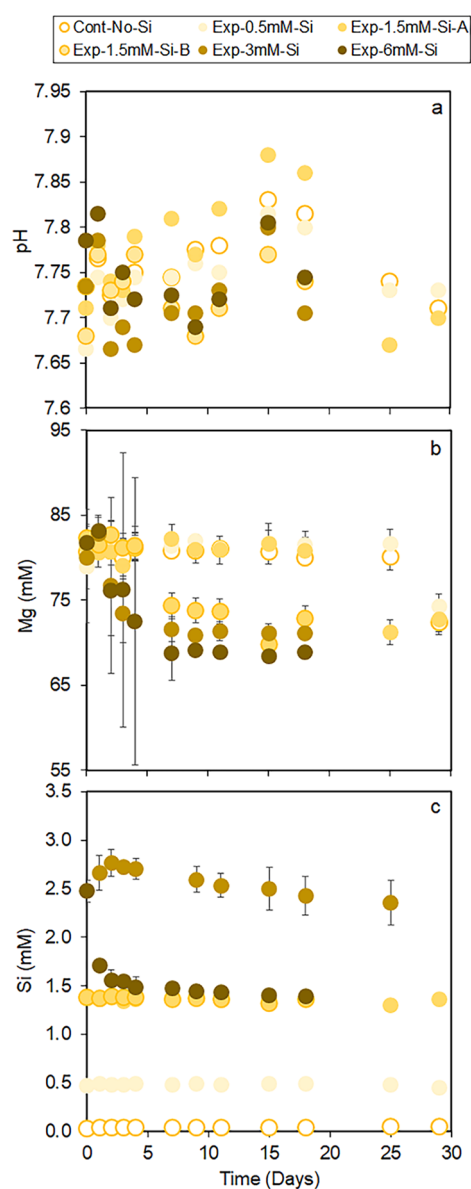 Cont-No-Si Exp-0.5mM-Si Exp-1.5mM-Si-A
Exp-1.5mM-Si-B Exp-3mM-Si Exp-6mM-Si
a
7.95
7.9
7.85
7.8
7.75
7.7
7.65
7.6
pH
b
95
85
75
65
55
Mg (mM)
c
3.5
3.0
2.5
2.0
1.5
1.0
0.5
0.0
Si (mM)
0 5 10 15 20 25 30
Time (Days)